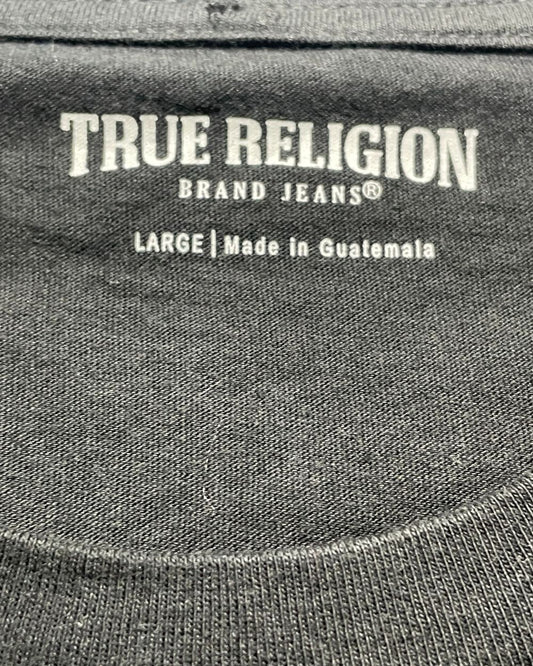 TRUE RELIGION
BRAND JEANS®
LARGE | Made in Guatemala